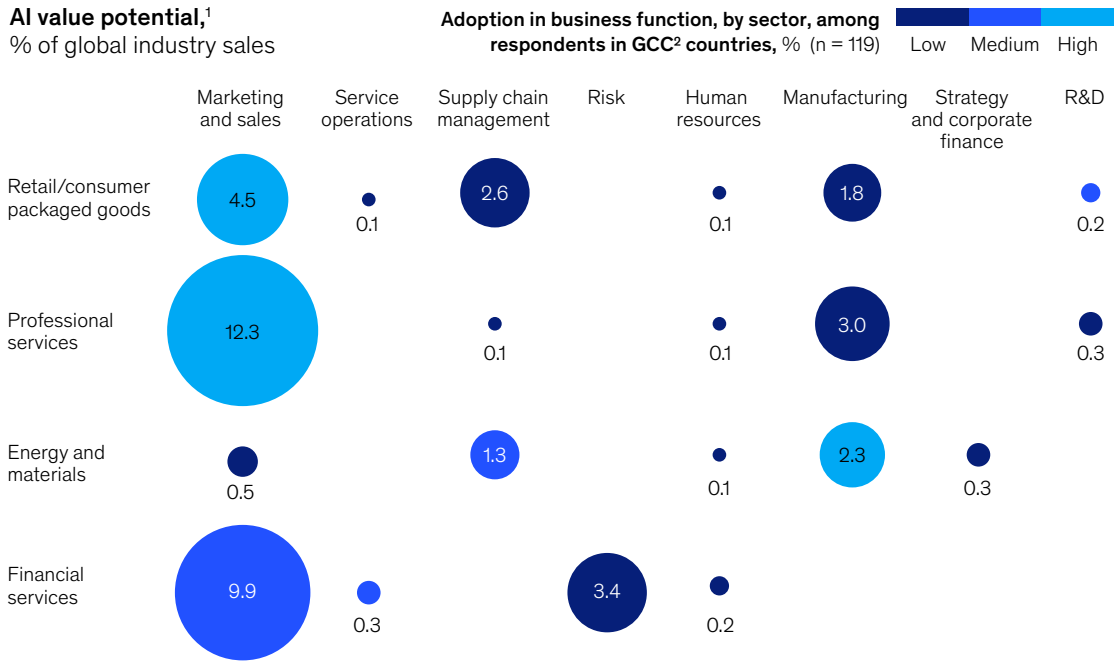 AI value potential,¹
% of global industry sales
Adoption in business function, by sector, among
respondents in GCC² countries, % (n = 119)
Low Medium High
Marketing
and sales
Service
operations
Supply chain
management
Risk
Human
resources
Manufacturing
Strategy
and corporate
finance
R&D
Retail/consumer
packaged goods
4.5
0.1
2.6
0.1
1.8
0.2
Professional
services
12.3
0.1
0.1
3.0
0.3
Energy and
materials
0.5
1.3
0.1
2.3
0.3
Financial
services
9.9
0.3
3.4
0.2